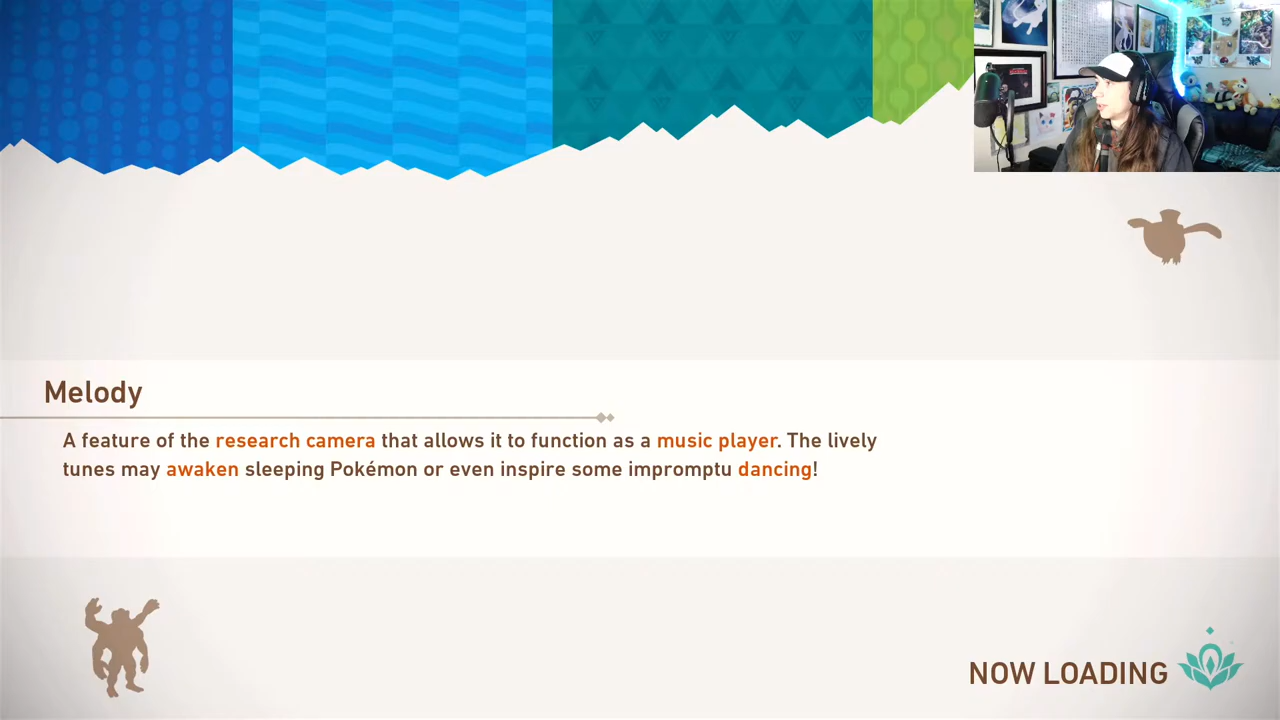 Melody
A feature of the research camera that allows it to function as a music player. The lively
tunes may awaken sleeping Pokémon or even inspire some impromptu dancing!
NOW LOADING